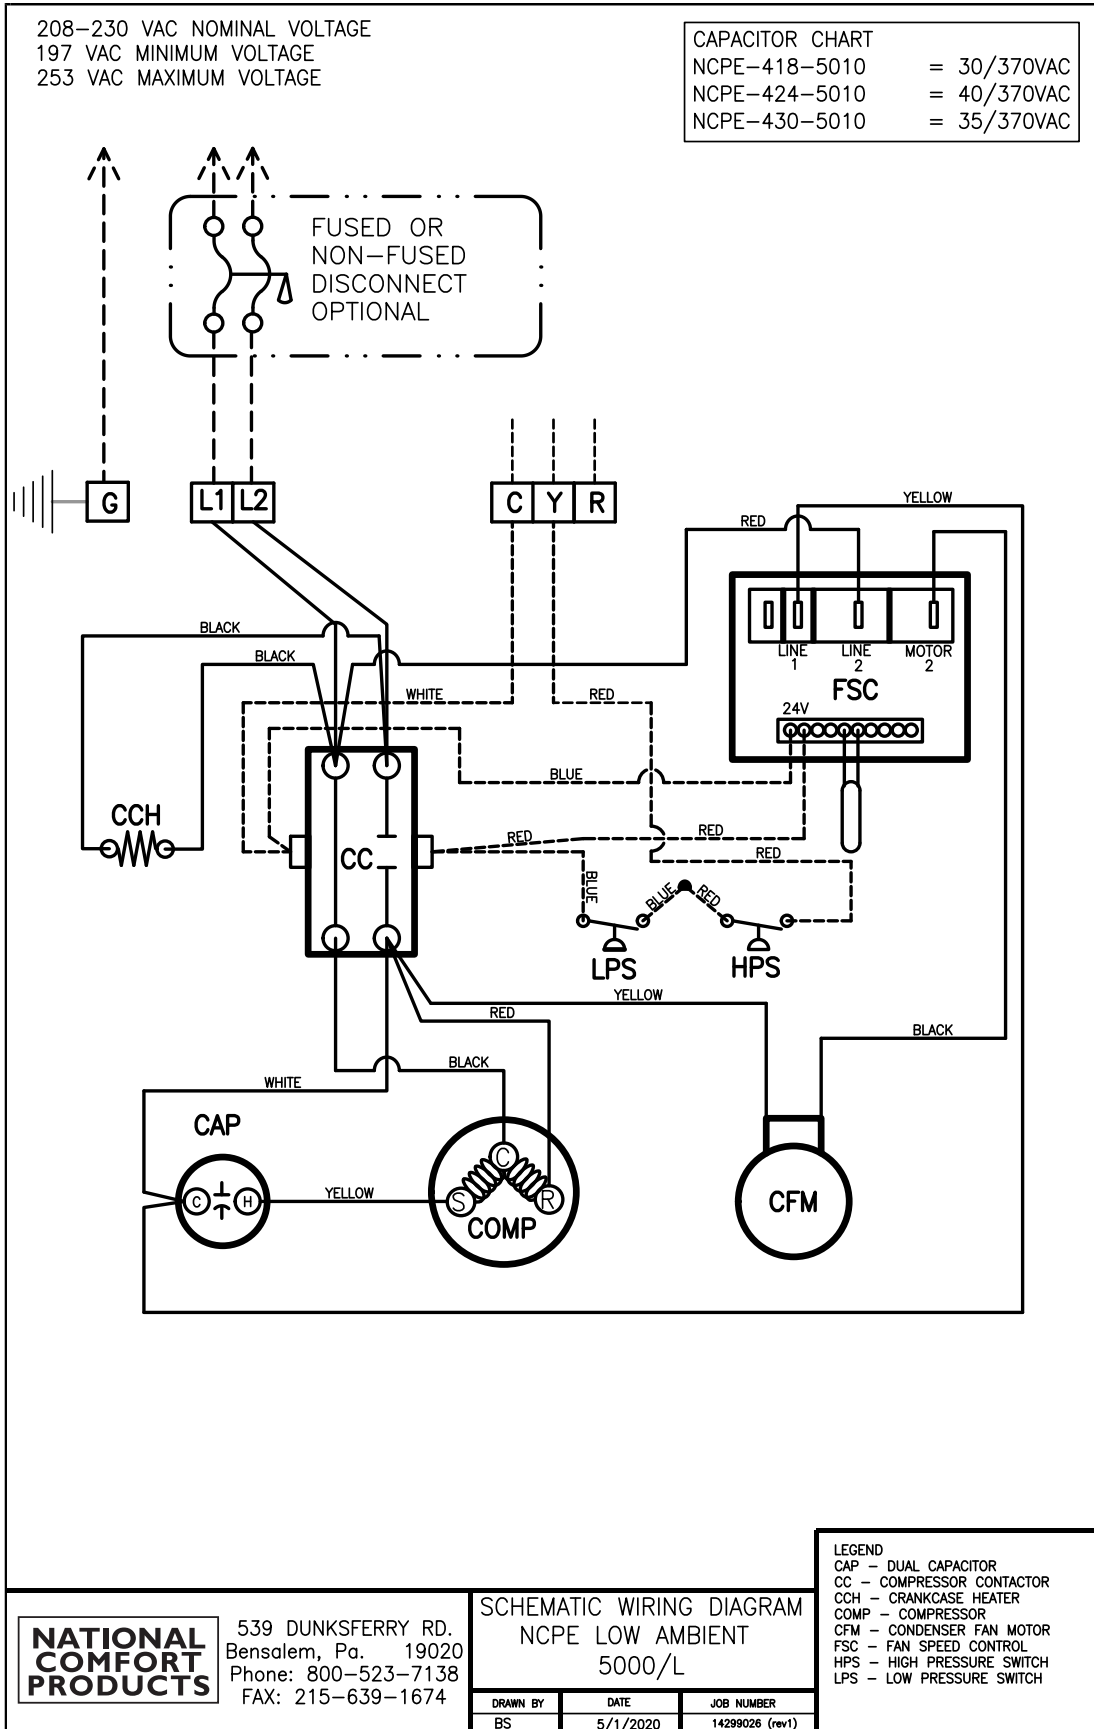 208-230 VAC NOMINAL VOLTAGE
197 VAC MINIMUM VOLTAGE
253 VAC MAXIMUM VOLTAGE
CAPACITOR CHART
NCPE-418-5010 = 30/370VAC
NCPE-424-5010 = 40/370VAC
NCPE-430-5010 = 35/370VAC
FUSED OR
NON-FUSED
DISCONNECT
OPTIONAL
G
L1 L2
C Y R
YELLOW
RED
BLACK
BLACK
WHITE
RED
LINE 1
LINE 2
MOTOR 2
FSC
24V
BLUE
CCH
CC
RED
RED
RED
BLUE
BLUE
RED
LPS
HPS
YELLOW
RED
BLACK
BLACK
WHITE
CAP
C
H
YELLOW
C
S
R
COMP
CFM
LEGEND
CAP - DUAL CAPACITOR
CC - COMPRESSOR CONTACTOR
CCH - CRANKCASE HEATER
COMP - COMPRESSOR
CFM - CONDENSER FAN MOTOR
FSC - FAN SPEED CONTROL
HPS - HIGH PRESSURE SWITCH
LPS - LOW PRESSURE SWITCH
NATIONAL
COMFORT
PRODUCTS
539 DUNKSFERRY RD.
Bensalem, Pa. 19020
Phone: 800-523-7138
FAX: 215-639-1674
SCHEMATIC WIRING DIAGRAM
NCPE LOW AMBIENT
5000/L
DRAWN BY
BS
DATE
5/1/2020
JOB NUMBER
14299026 (rev1)